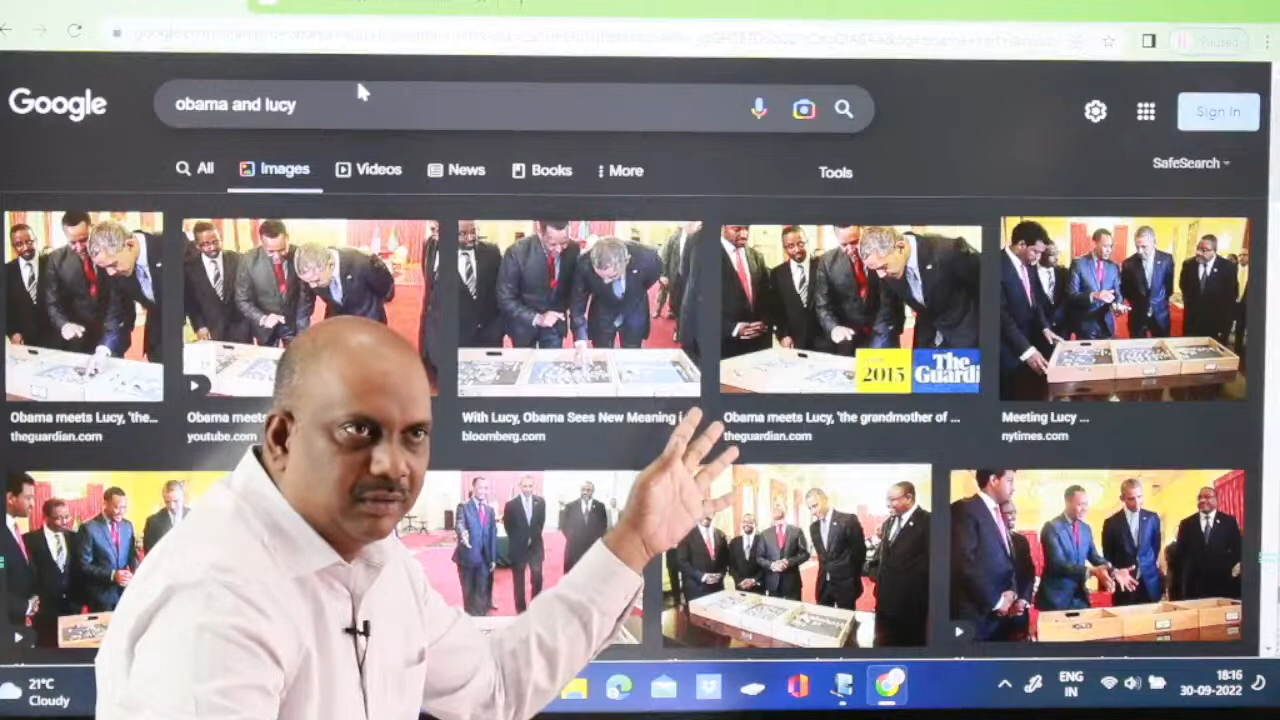 Google
obama and lucy
Sign In
All
Images
Videos
News
Books
More
Tools
SafeSearch
Paused
2015
The
Guardi
Obama meets Lucy, 'the...
theguardian.com
Obama meets
youtube.com
With Lucy, Obama Sees New Meaning i
bloomberg.com
Obama meets Lucy, 'the grandmother of ...
theguardian.com
Meeting Lucy ...
nytimes.com
21°C
Cloudy
ENG
IN
18:16
30-09-2022